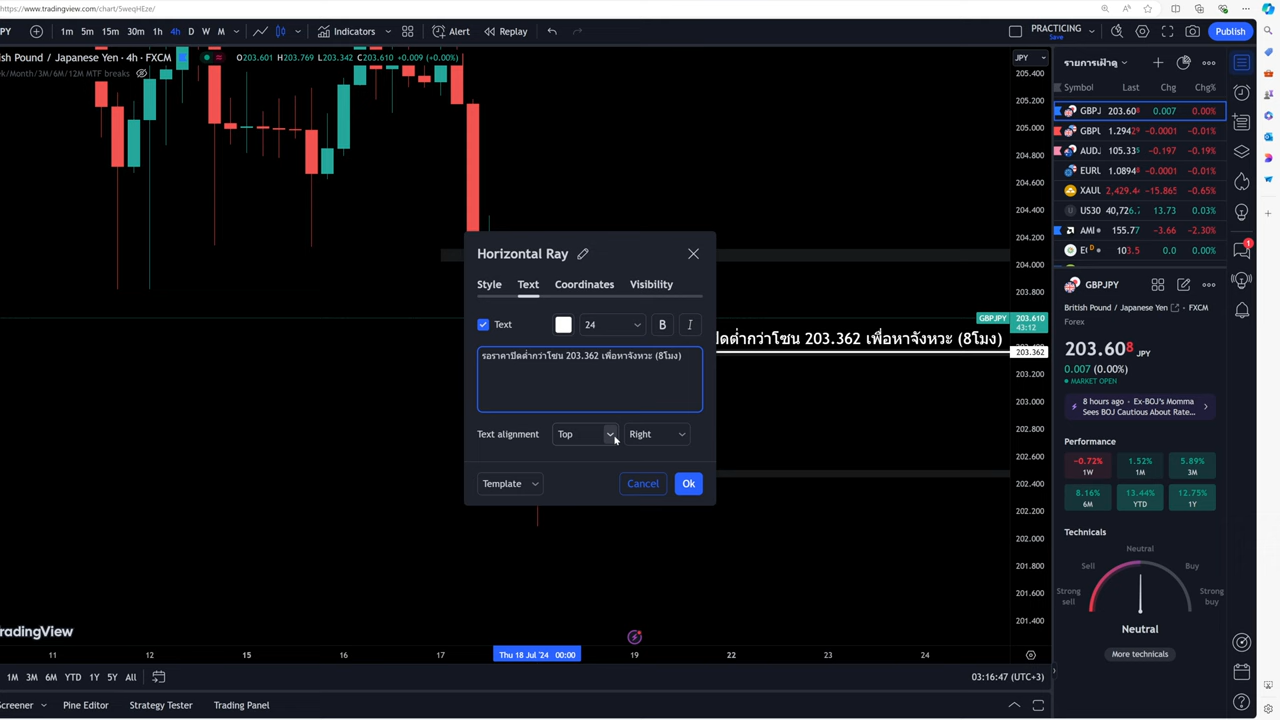 https://www.tradingview.com/chart/5weqHEze/
PY 1m 5m 15m 30m 1h 4h D W M Indicators Alert Replay PRACTICING Save Publish
British Pound / Japanese Yen · 4h · FXCM O203.601 H203.769 L203.342 C203.610 +0.009 (+0.00%) JPY
ek/Month/3M/6M/12M MTF breaks
205.400
205.200
205.000
204.800
204.600
204.400
204.200
204.000
203.800
GBPJPY 203.610
43:12
203.362
203.200
203.000
202.800
202.600
202.400
202.200
202.000
201.800
201.600
201.400
ปิดต่ำกว่าโซน 203.362 เพื่อหาจังหวะ (8โมง)
Horizontal Ray
Style Text Coordinates Visibility
Text 24 B I
รอราคาปิดต่ำกว่าโซน 203.362 เพื่อหาจังหวะ (8โมง)
Text alignment Top Right
Template Cancel Ok
TradingView
11 12 15 16 17 Thu 18 Jul '24 00:00 19 22 23 24
1M 3M 6M YTD 1Y 5Y All 03:16:47 (UTC+3)
Screener Pine Editor Strategy Tester Trading Panel
รายการเฝ้าดู
Symbol Last Chg Chg%
GBPJ 203.608 0.007 0.00%
GBPU 1.2942 -0.0001 -0.01%
AUDJ 105.335 -0.197 -0.19%
EURU 1.0894 -0.0001 -0.01%
XAUU 2,429.44 -15.865 -0.65%
US30 40,726.7 13.73 0.03%
AMI 155.77 -3.66 -2.30%
D 103.5 0.0 0.00%
1
GBPJPY
British Pound / Japanese Yen · FXCM
Forex
203.608 JPY
0.007 (0.00%)
MARKET OPEN
8 hours ago · Ex-BOJ's Momma
Sees BOJ Cautious About Rate...
Performance
-0.72% 1.52% 5.89%
1W 1M 3M
8.16% 13.44% 12.75%
6M YTD 1Y
Technicals
Neutral
Sell Buy
Strong sell Strong buy
Neutral
More technicals